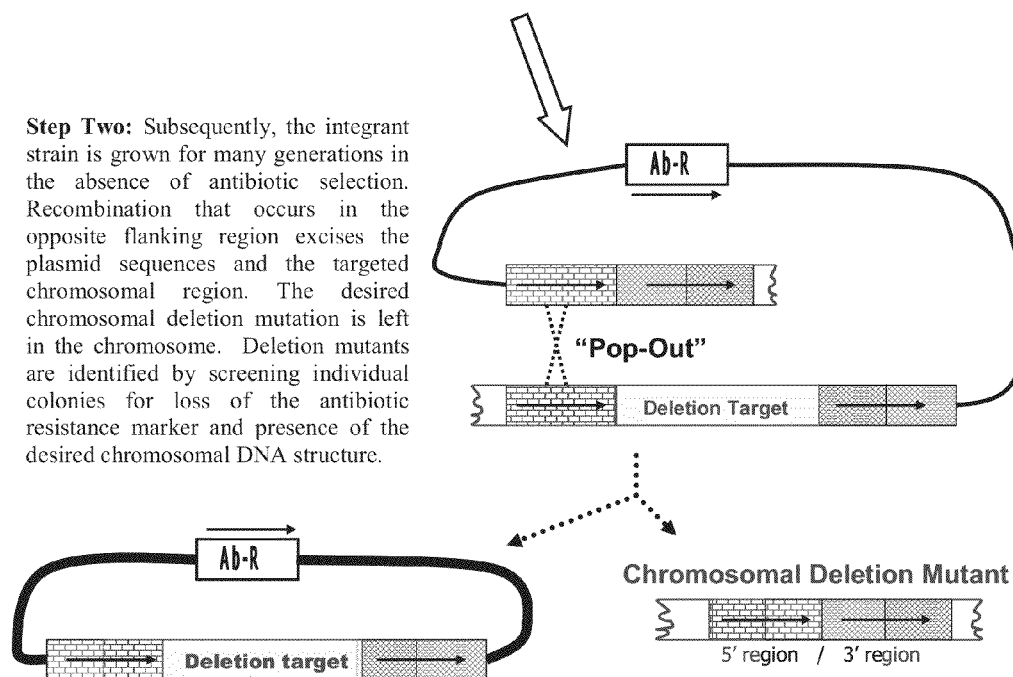 Step Two: Subsequently, the integrant
strain is grown for many generations in
the absence of antibiotic selection.
Recombination that occurs in the
opposite flanking region excises the
plasmid sequences and the targeted
chromosomal region. The desired
chromosomal deletion mutation is left
in the chromosome. Deletion mutants
are identified by screening individual
colonies for loss of the antibiotic
resistance marker and presence of the
desired chromosomal DNA structure.
Ab-R
“Pop-Out”
Deletion Target
Ab-R
Deletion target
Chromosomal Deletion Mutant
5' region / 3' region